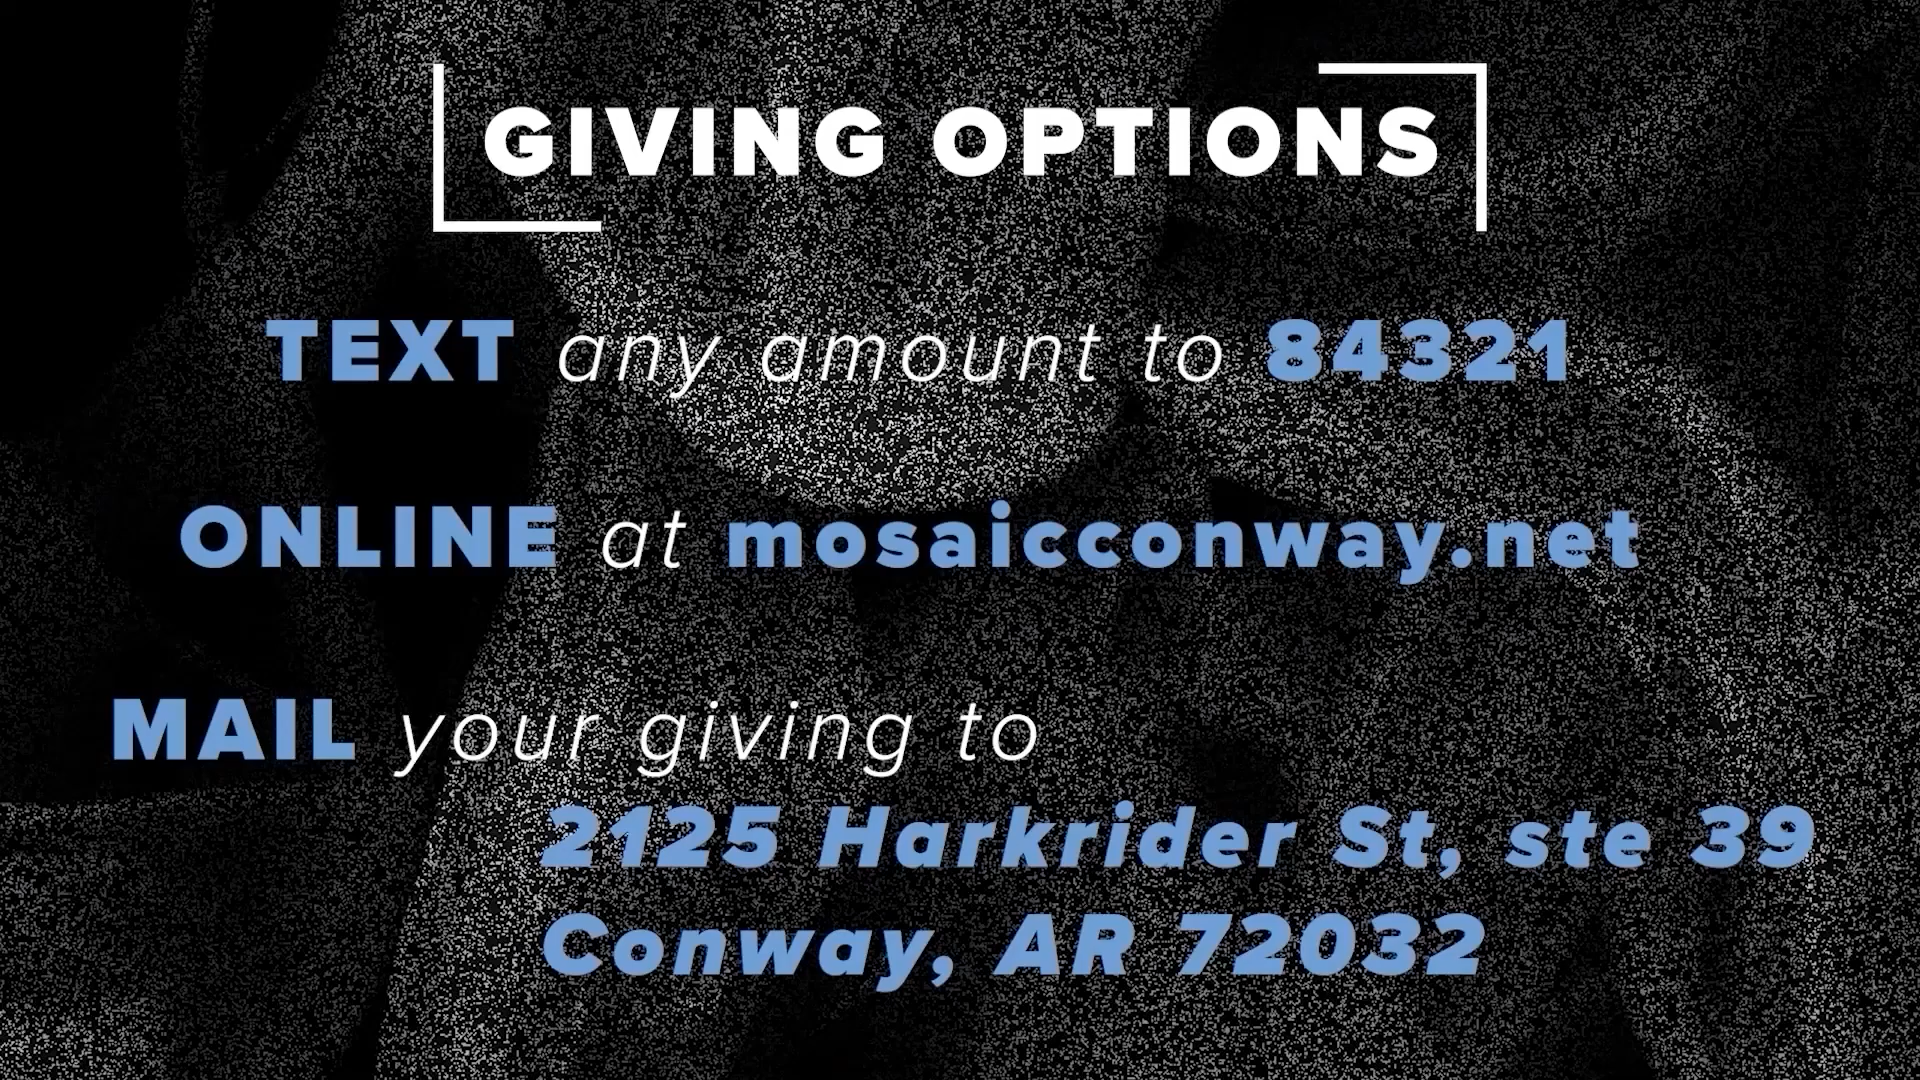 GIVING OPTIONS
TEXT any amount to 84321
ONLINE at mosaicconway.net
MAIL your giving to
2125 Harkrider St, ste 39
Conway, AR 72032